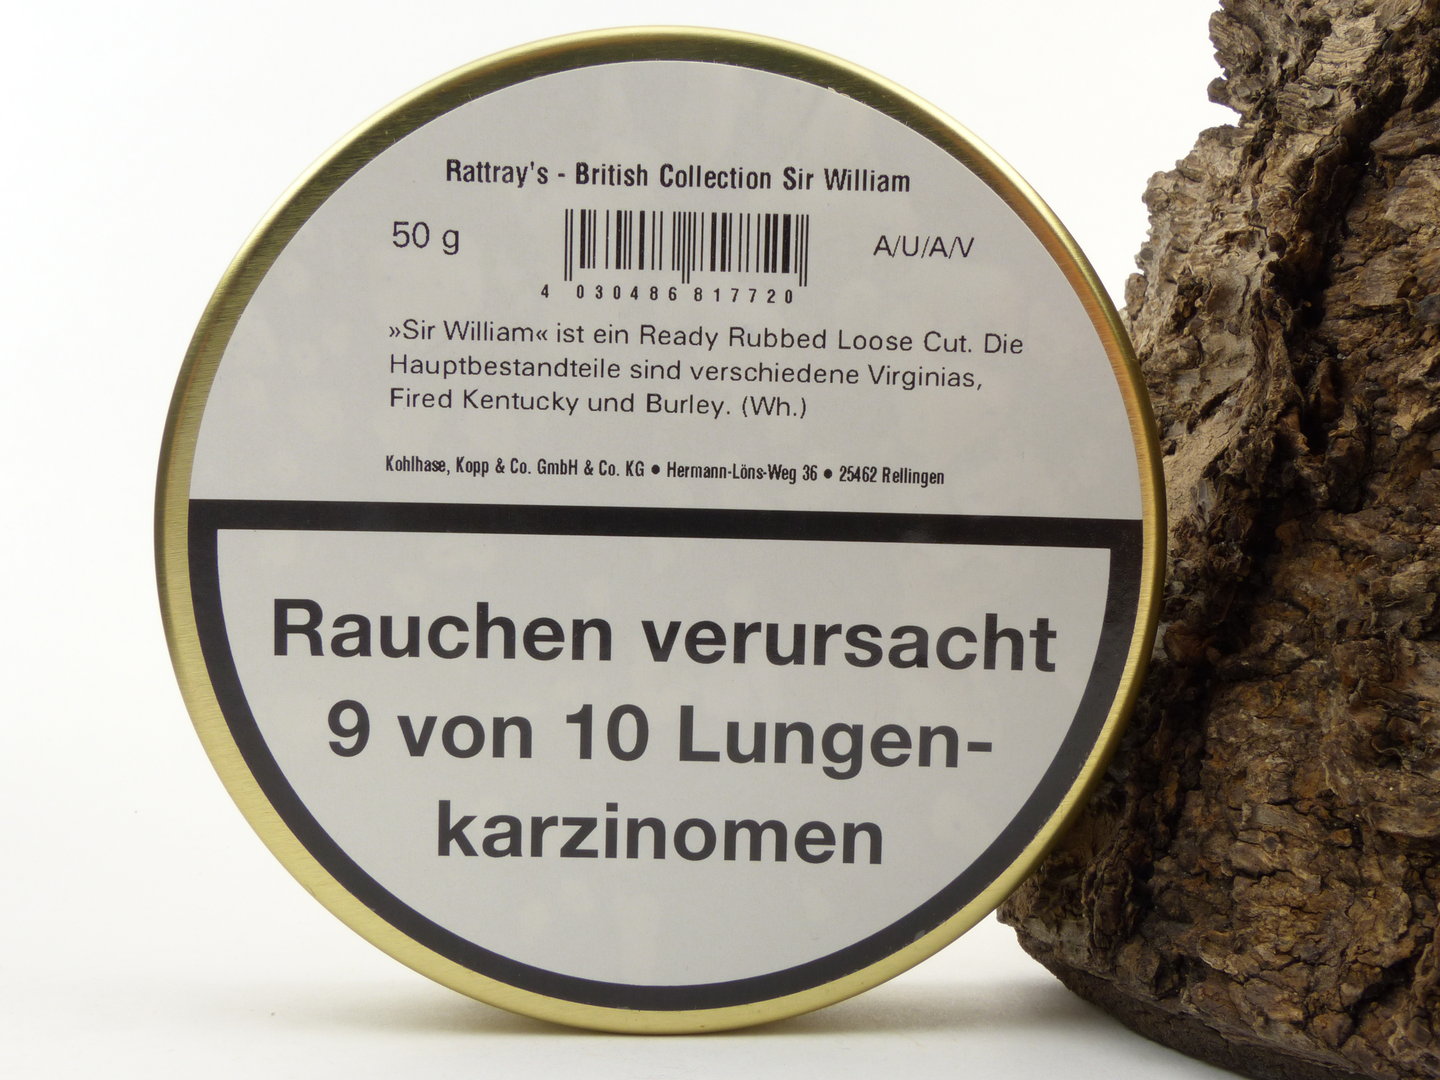 Rattray's - British Collection Sir William
50 g
A/U/A/V
4 030486 817720
»Sir William« ist ein Ready Rubbed Loose Cut. Die
Hauptbestandteile sind verschiedene Virginias,
Fired Kentucky und Burley. (Wh.)
Kohlhase, Kopp & Co. GmbH & Co. KG • Hermann-Löns-Weg 36 • 25462 Rellingen
Rauchen verursacht
9 von 10 Lungen-
karzinomen